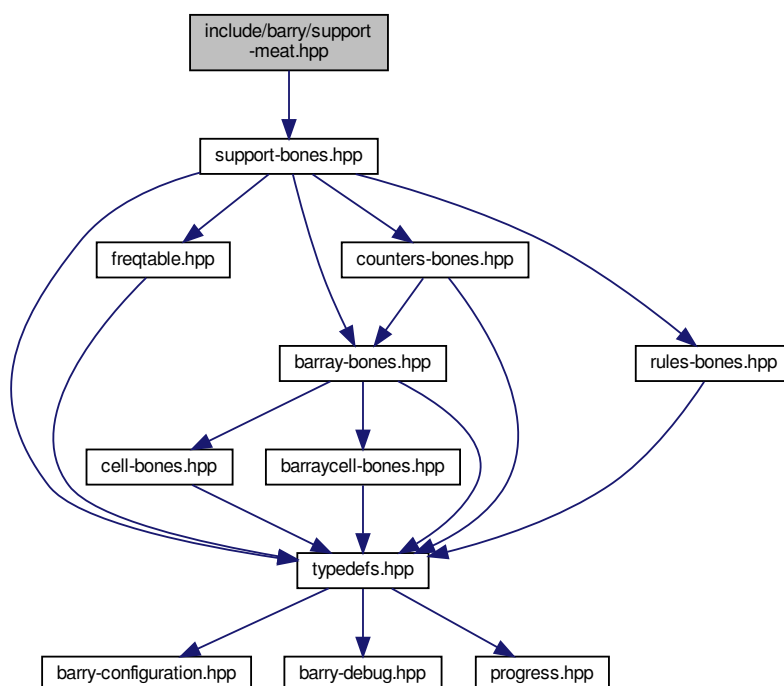 include/barry/support
-meat.hpp
support-bones.hpp
freqtable.hpp
counters-bones.hpp
barray-bones.hpp
rules-bones.hpp
cell-bones.hpp
barraycell-bones.hpp
typedefs.hpp
barry-configuration.hpp
barry-debug.hpp
progress.hpp